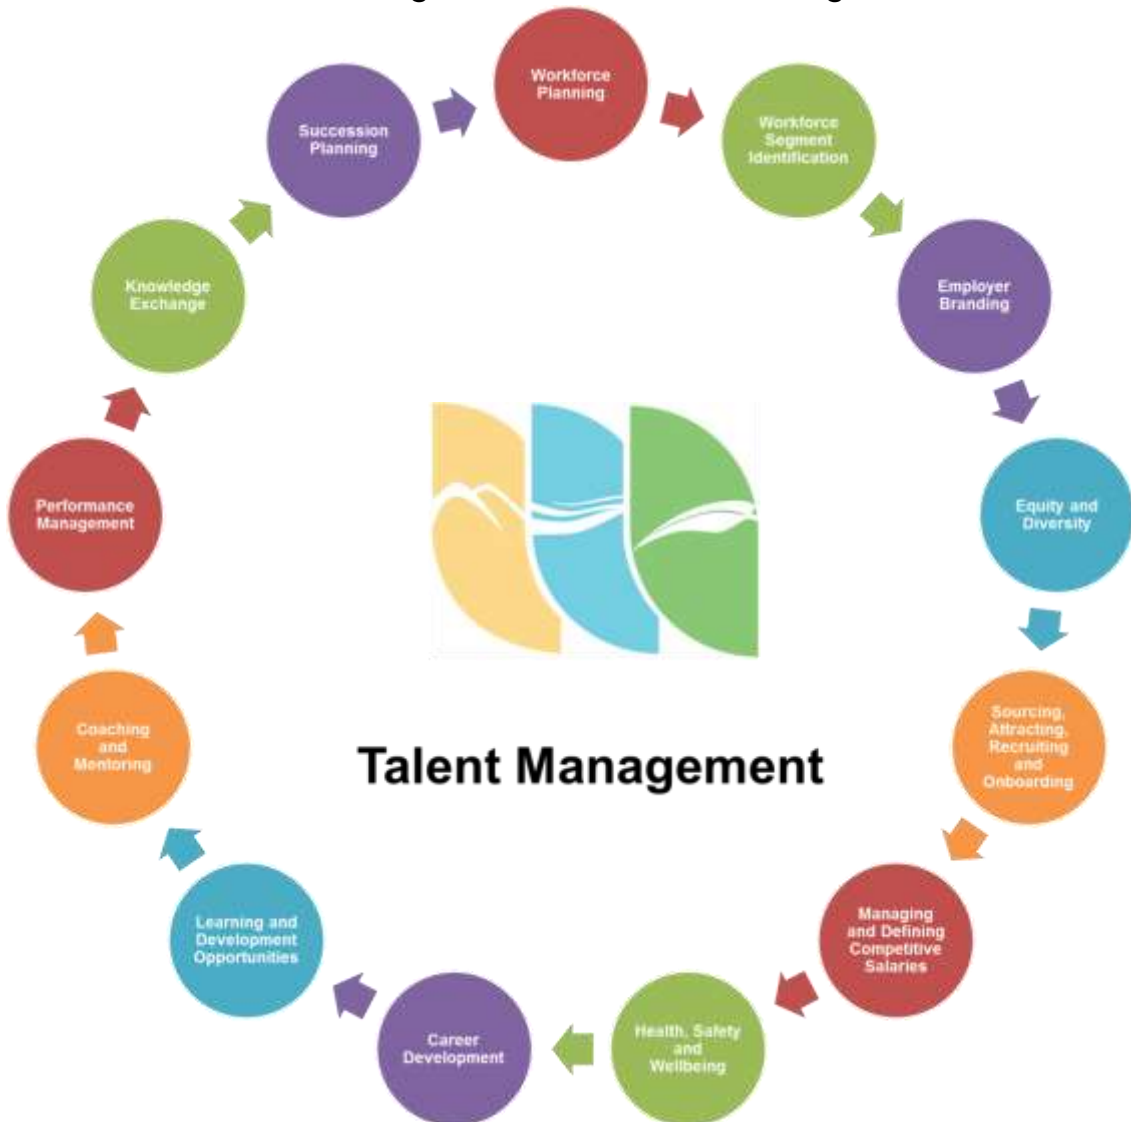 Workforce
Planning
Workforce
Segment
Identification
Employer
Branding
Equity and
Diversity
Sourcing,
Attracting,
Recruiting
and
Onboarding
Managing
and Defining
Competitive
Salaries
Health, Safety
and
Wellbeing
Career
Development
Learning and
Development
Opportunities
Coaching
and
Mentoring
Performance
Management
Knowledge
Exchange
Succession
Planning
Talent Management